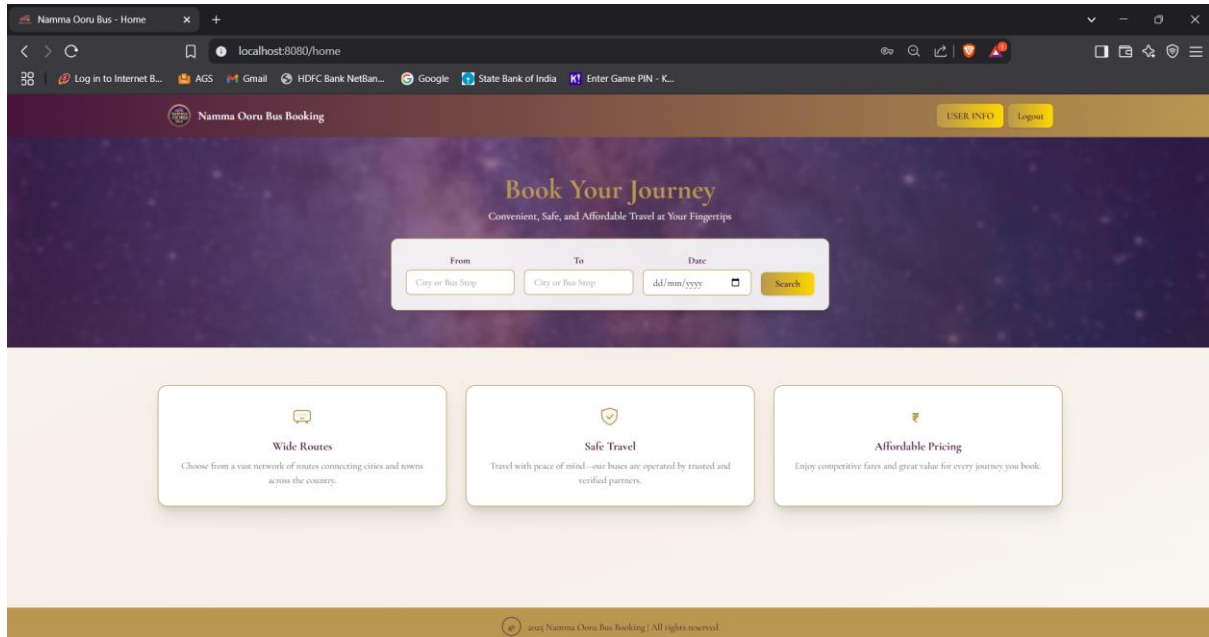 Namma Ooru Bus - Home
localhost:8080/home
Log in to Internet B... AGS Gmail HDFC Bank NetBan... Google State Bank of India K! Enter Game PIN - K...
Namma Ooru Bus Booking USER INFO Logout
Book Your Journey
Convenient, Safe, and Affordable Travel at Your Fingertips
From To Date
City or Bus Stop City or Bus Stop dd/mm/yyyy Search
Wide Routes Safe Travel Affordable Pricing
Choose from a vast network of routes connecting cities and towns Travel with peace of mind—our buses are operated by trusted and Enjoy competitive fares and great value for every journey you book.
across the country. verified partners.
2025 Namma Ooru Bus Booking | All rights reserved.